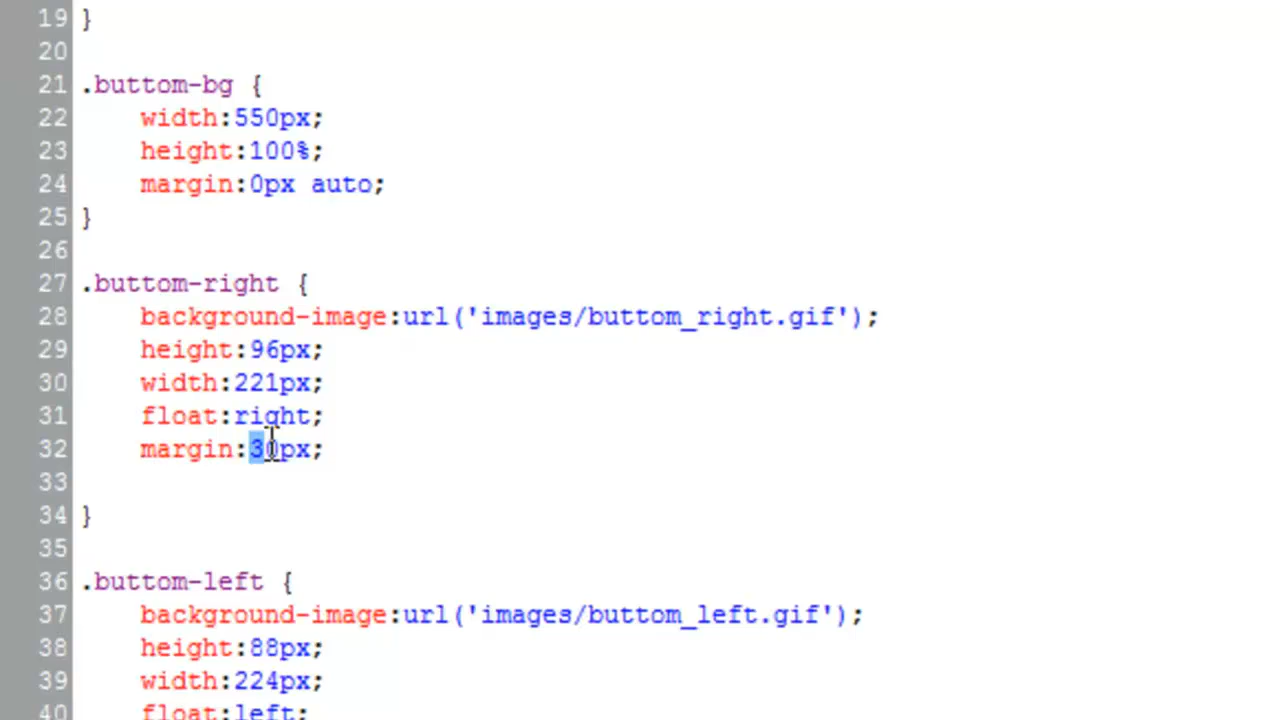 19 }
20
21 .buttom-bg {
22 width:550px;
23 height:100%;
24 margin:0px auto;
25 }
26
27 .buttom-right {
28 background-image:url('images/buttom_right.gif');
29 height:96px;
30 width:221px;
31 float:right;
32 margin:30px;
33
34 }
35
36 .buttom-left {
37 background-image:url('images/buttom_left.gif');
38 height:88px;
39 width:224px;
40 float:left;